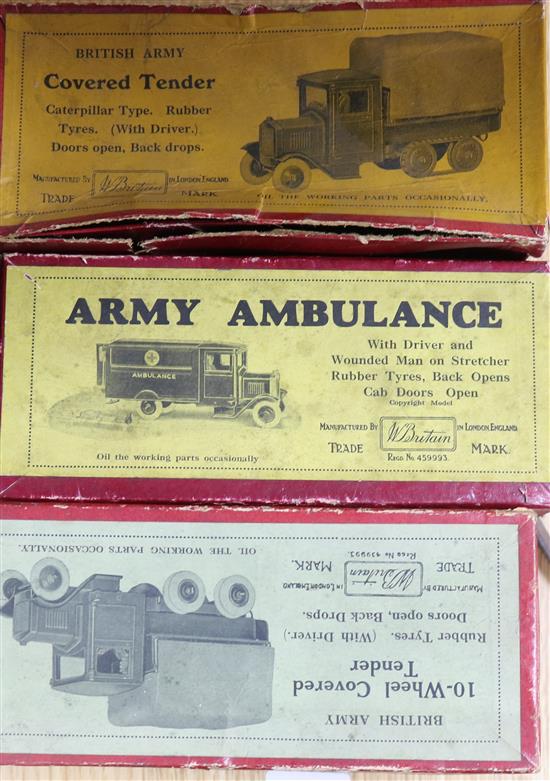 BRITISH ARMY
Covered Tender
Caterpillar Type. Rubber
Tyres. (With Driver.)
Doors open, Back drops.
MANUFACTURED BY W Britain IN LONDON ENGLAND
TRADE MARK
OIL THE WORKING PARTS OCCASIONALLY.
ARMY AMBULANCE
AMBULANCE
With Driver and
Wounded Man on Stretcher
Rubber Tyres, Back Opens
Cab Doors Open
Copyright Model
MANUFACTURED BY W Britain IN LONDON ENGLAND
TRADE MARK.
REGD No. 459993.
Oil the working parts occasionally
BRITISH ARMY
10-Wheel Covered
Tender
Rubber Tyres. (With Driver.)
Doors open, Back Drops.
MANUFACTURED BY W Britain IN LONDON ENGLAND
TRADE MARK.
REGD No 459993.
OIL THE WORKING PARTS OCCASIONALLY.